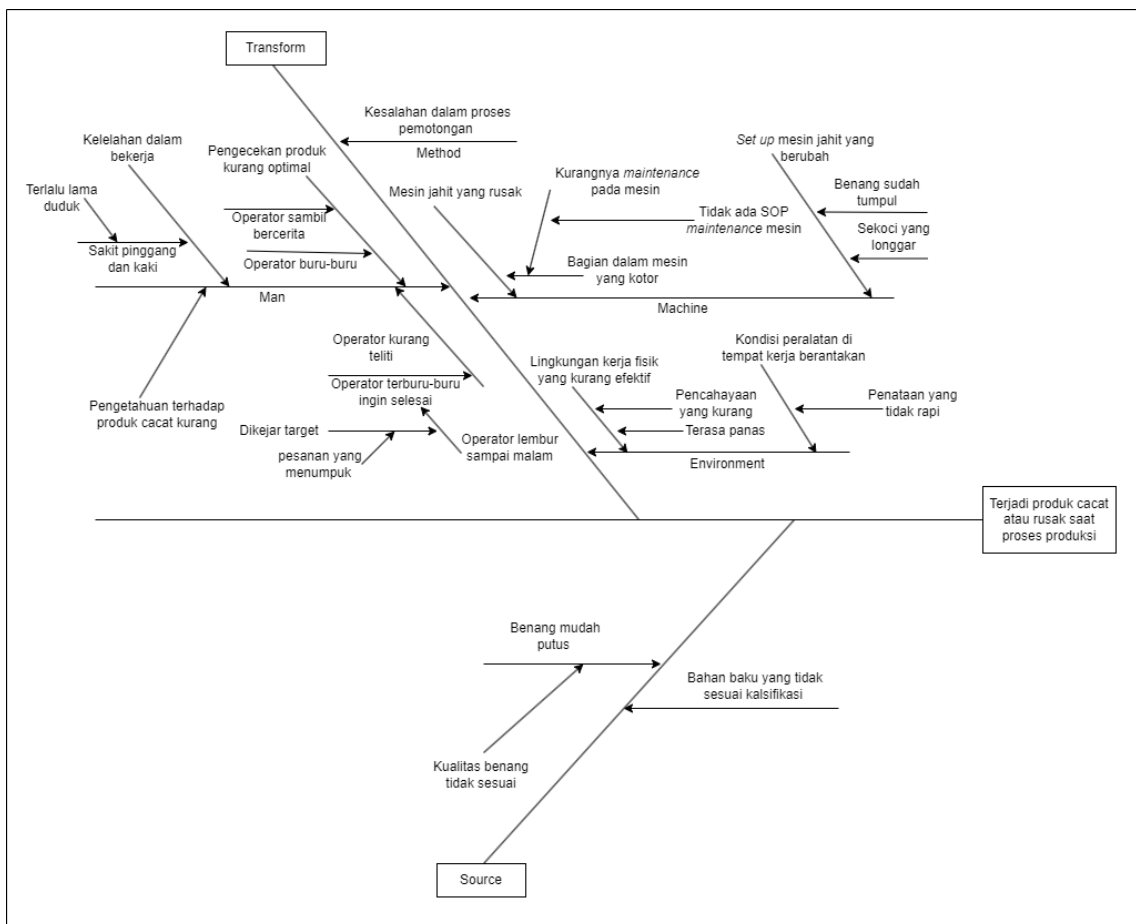 Transform
Kesalahan dalam proses
pemotongan
Method
Kelelahan dalam
bekerja
Pengecekan produk
kurang optimal
Terlalu lama
duduk
Sakit pinggang
dan kaki
Operator sambil
bercerita
Operator buru-buru
Man
Mesin jahit yang rusak
Kurangnya maintenance
pada mesin
Tidak ada SOP
maintenance mesin
Bagian dalam mesin
yang kotor
Set up mesin jahit yang
berubah
Benang sudah
tumpul
Sekoci yang
longgar
Machine
Pengetahuan terhadap
produk cacat kurang
Operator kurang
teliti
Operator terburu-buru
ingin selesai
Dikejar target
pesanan yang
menumpuk
Operator lembur
sampai malam
Lingkungan kerja fisik
yang kurang efektif
Pencahayaan
yang kurang
Terasa panas
Kondisi peralatan di
tempat kerja berantakan
Penataan yang
tidak rapi
Environment
Terjadi produk cacat
atau rusak saat
proses produksi
Benang mudah
putus
Bahan baku yang tidak
sesuai kalsifikasi
Kualitas benang
tidak sesuai
Source